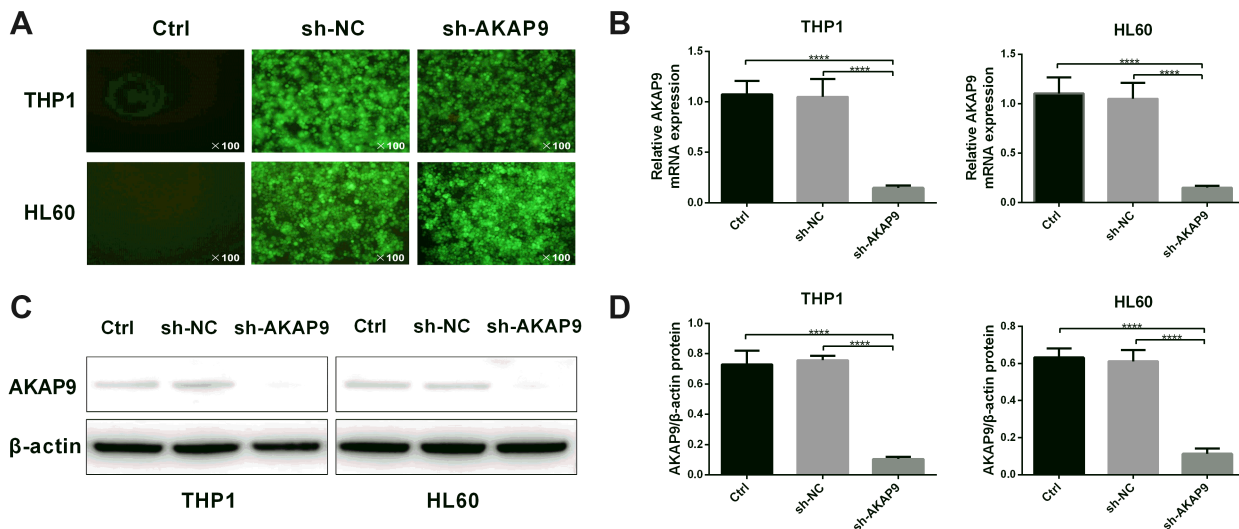 A
Ctrl sh-NC sh-AKAP9
THP1
×100 ×100 ×100
HL60
×100 ×100 ×100
B
THP1
Relative AKAP9
mRNA expression
1.5
1.0
0.5
0.0
****
****
Ctrl
sh-NC
sh-AKAP9
HL60
Relative AKAP9
mRNA expression
1.5
1.0
0.5
0.0
****
****
Ctrl
sh-NC
sh-AKAP9
C
Ctrl sh-NC sh-AKAP9 Ctrl sh-NC sh-AKAP9
AKAP9
β-actin
THP1 HL60
D
THP1
AKAP9/β-actin protein
1.0
0.8
0.6
0.4
0.2
0.0
****
****
Ctrl
sh-NC
sh-AKAP9
HL60
AKAP9/β-actin protein
0.8
0.6
0.4
0.2
0.0
****
****
Ctrl
sh-NC
sh-AKAP9